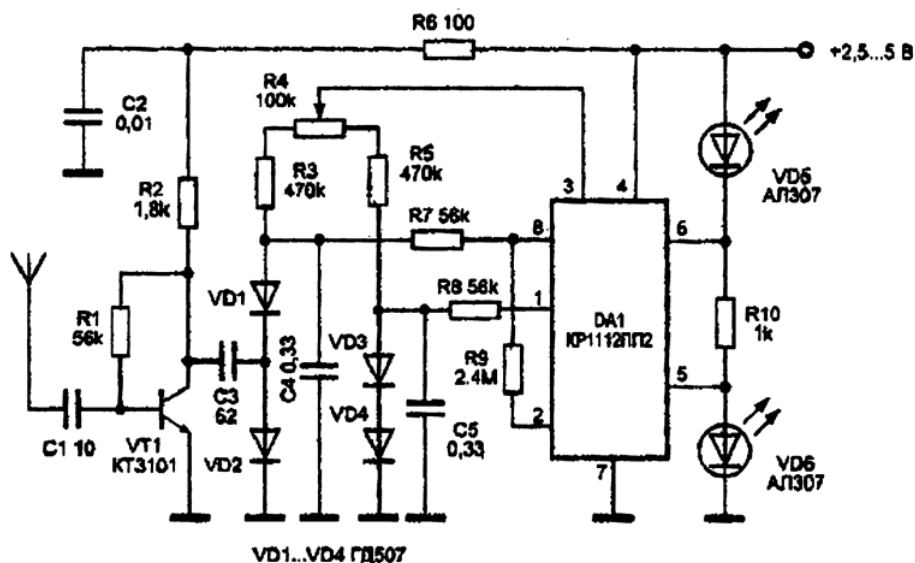 R6 100
+2,5...5 В
R4
100k
C2
0,01
R3
470k
R5
470k
VD5
АЛ307
R2
1,8k
3
4
R7 56k
8
6
VD1
R8 56k
1
DA1
КР1112ПП2
R10
1k
R1
56k
C4 0,33
VD3
R9
2.4M
5
C3
62
VD4
2
C1 10
VT1
КТ3101
VD2
C5
0,33
7
VD6
АЛ307
VD1...VD4 ГД507